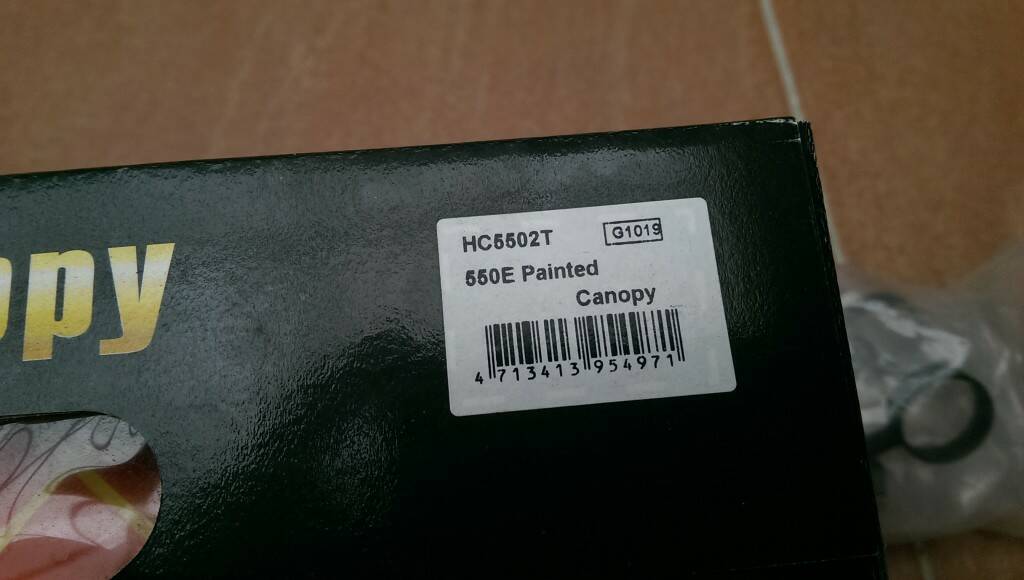 opy
HC5502T G1019
550E Painted
Canopy
4 713413 954971